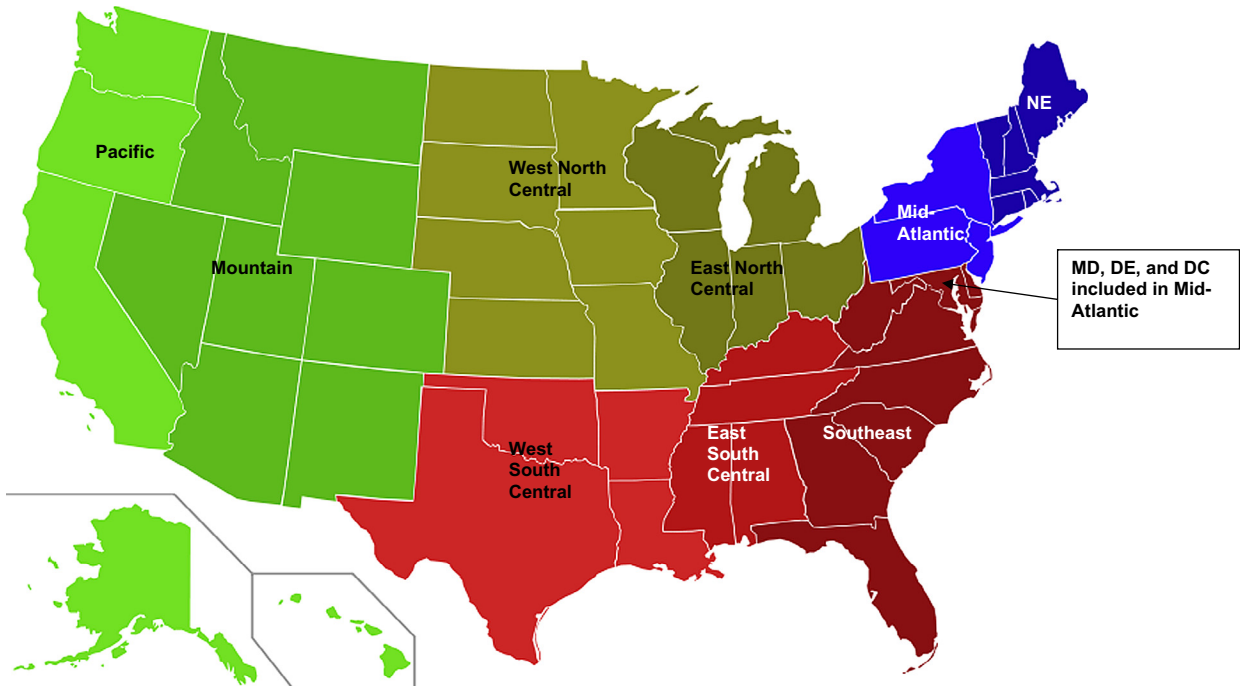 NE
Pacific
West North
Central
Mid-
Atlantic
Mountain
East North
Central
MD, DE, and DC
included in Mid-
Atlantic
West
South
Central
East
South
Central
Southeast